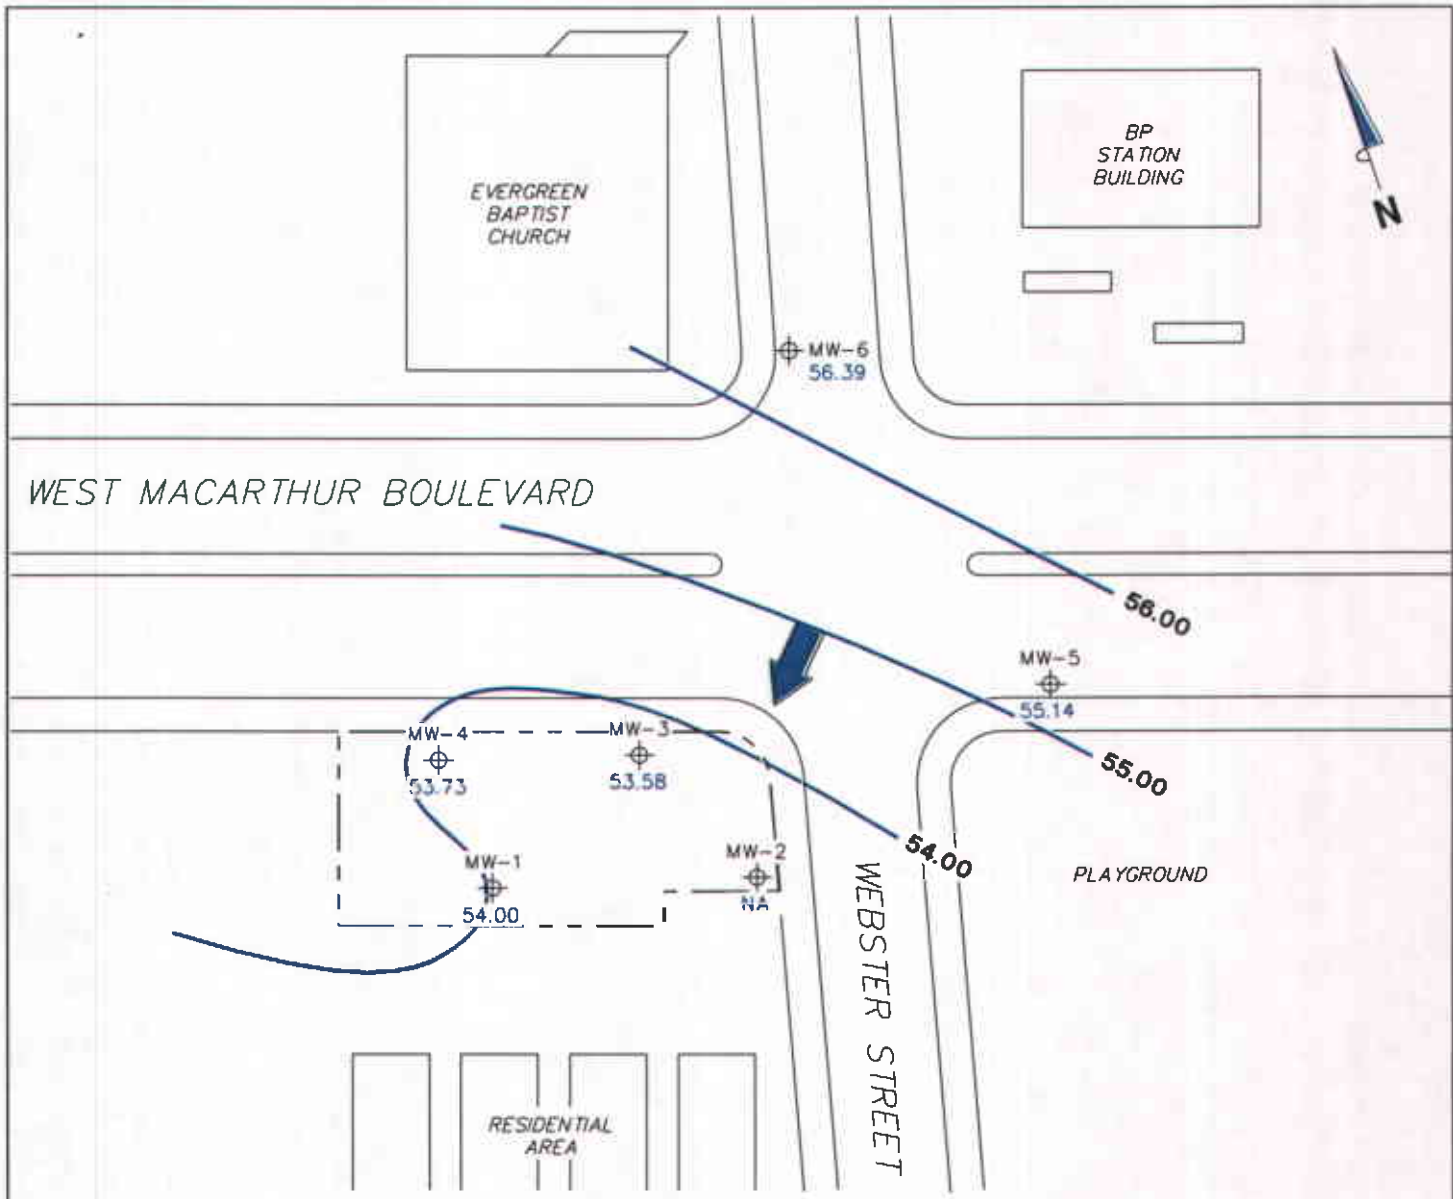 EVERGREEN
BAPTIST
CHURCH
BP
STATION
BUILDING
N
MW-6
56.39
WEST MACARTHUR BOULEVARD
56.00
MW-5
55.14
55.00
MW-4
53.73
MW-3
53.58
54.00
MW-1
54.00
MW-2
NA
PLAYGROUND
WEBSTER STREET
RESIDENTIAL
AREA